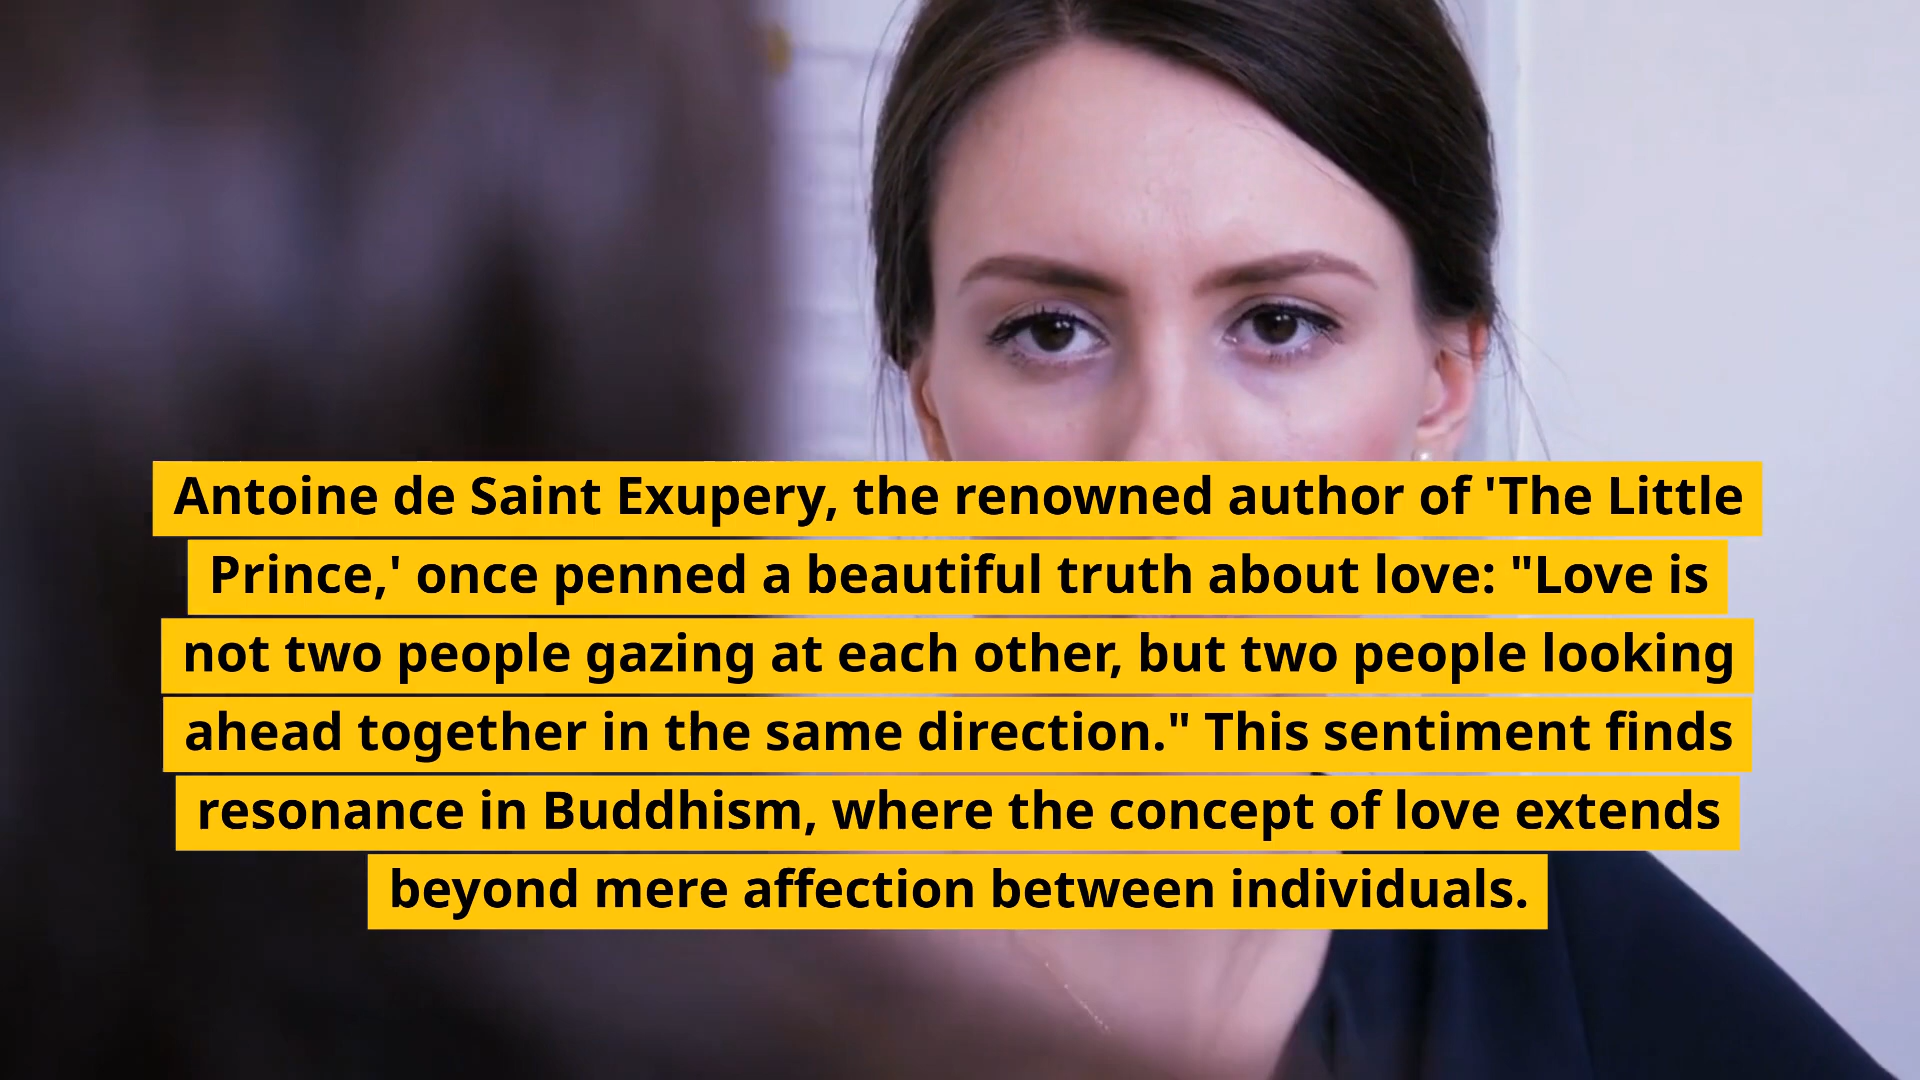 Antoine de Saint Exupery, the renowned author of 'The Little
Prince,' once penned a beautiful truth about love: "Love is
not two people gazing at each other, but two people looking
ahead together in the same direction." This sentiment finds
resonance in Buddhism, where the concept of love extends
beyond mere affection between individuals.